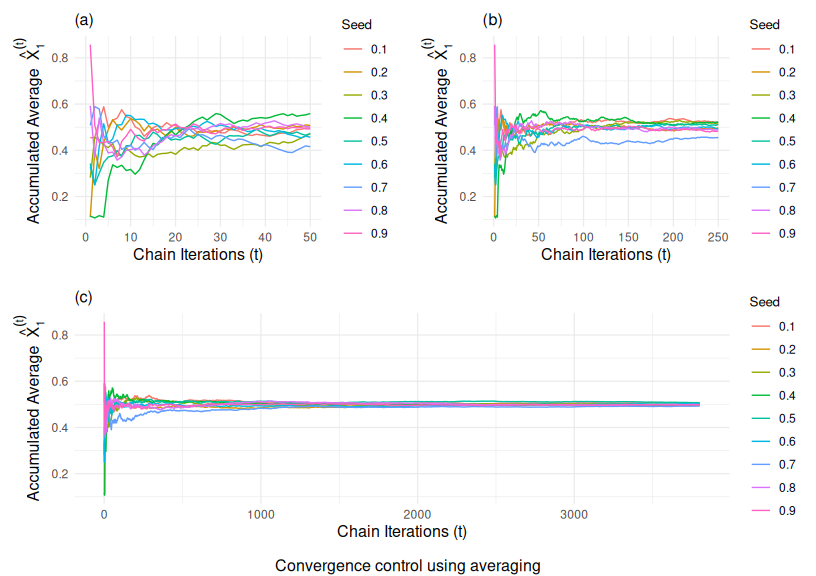 (a)
Accumulated Average X̂₁⁽ᵗ⁾
0.8
0.6
0.4
0.2
0 10 20 30 40 50
Chain Iterations (t)
Seed
0.1
0.2
0.3
0.4
0.5
0.6
0.7
0.8
0.9
(b)
Accumulated Average X̂₁⁽ᵗ⁾
0.8
0.6
0.4
0.2
0 50 100 150 200 250
Chain Iterations (t)
Seed
0.1
0.2
0.3
0.4
0.5
0.6
0.7
0.8
0.9
(c)
Accumulated Average X̂₁⁽ᵗ⁾
0.8
0.6
0.4
0.2
0 1000 2000 3000
Chain Iterations (t)
Seed
0.1
0.2
0.3
0.4
0.5
0.6
0.7
0.8
0.9
Convergence control using averaging